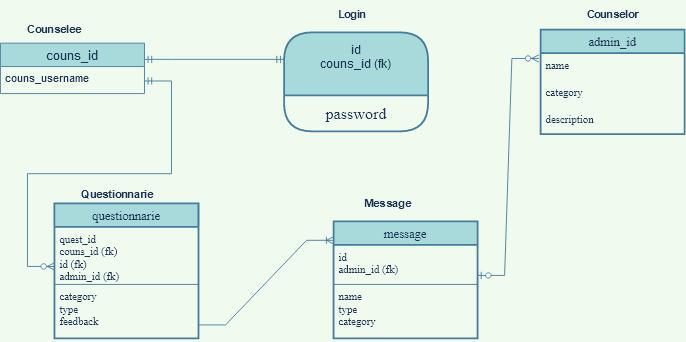 Counselee
couns_id
couns_username
Login
id
couns_id (fk)
password
Counselor
admin_id
name
category
description
Questionnarie
questionnarie
quest_id
couns_id (fk)
id (fk)
admin_id (fk)
category
type
feedback
Message
message
id
admin_id (fk)
name
type
category